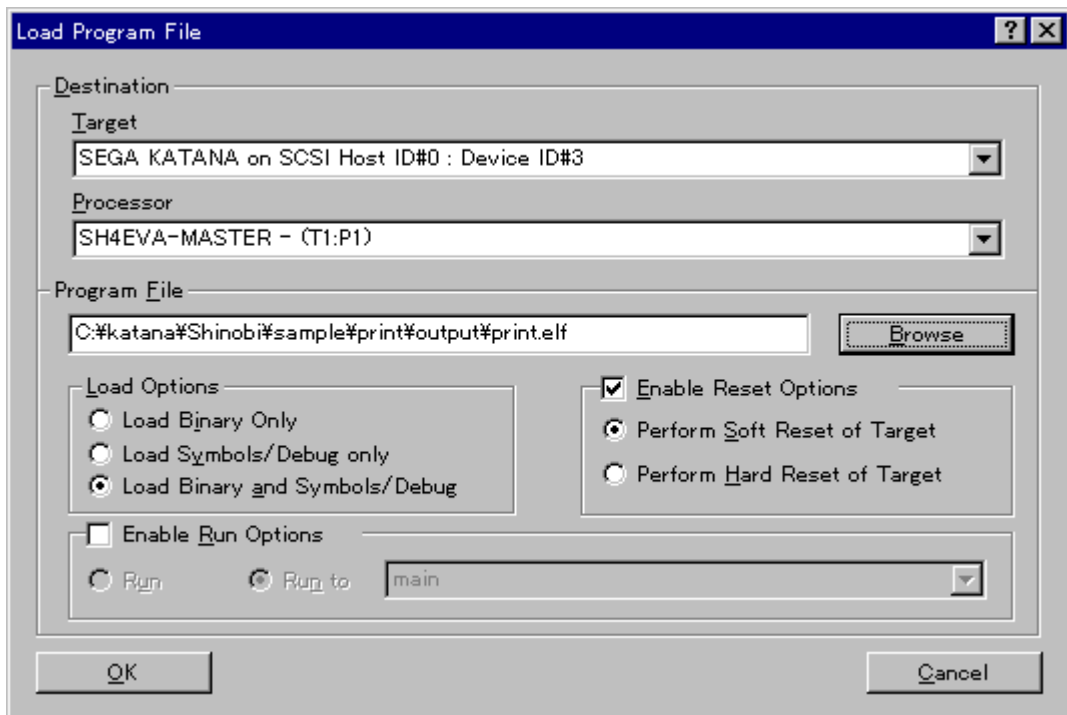 Load Program File
Destination
Target
SEGA KATANA on SCSI Host ID#0 : Device ID#3
Processor
SH4EVA-MASTER - (T1:P1)
Program File
C:¥katana¥Shinobi¥sample¥print¥output¥print.elf
Browse
Load Options
Load Binary Only
Load Symbols/Debug only
Load Binary and Symbols/Debug
Enable Reset Options
Perform Soft Reset of Target
Perform Hard Reset of Target
Enable Run Options
Run Run to main
OK Cancel